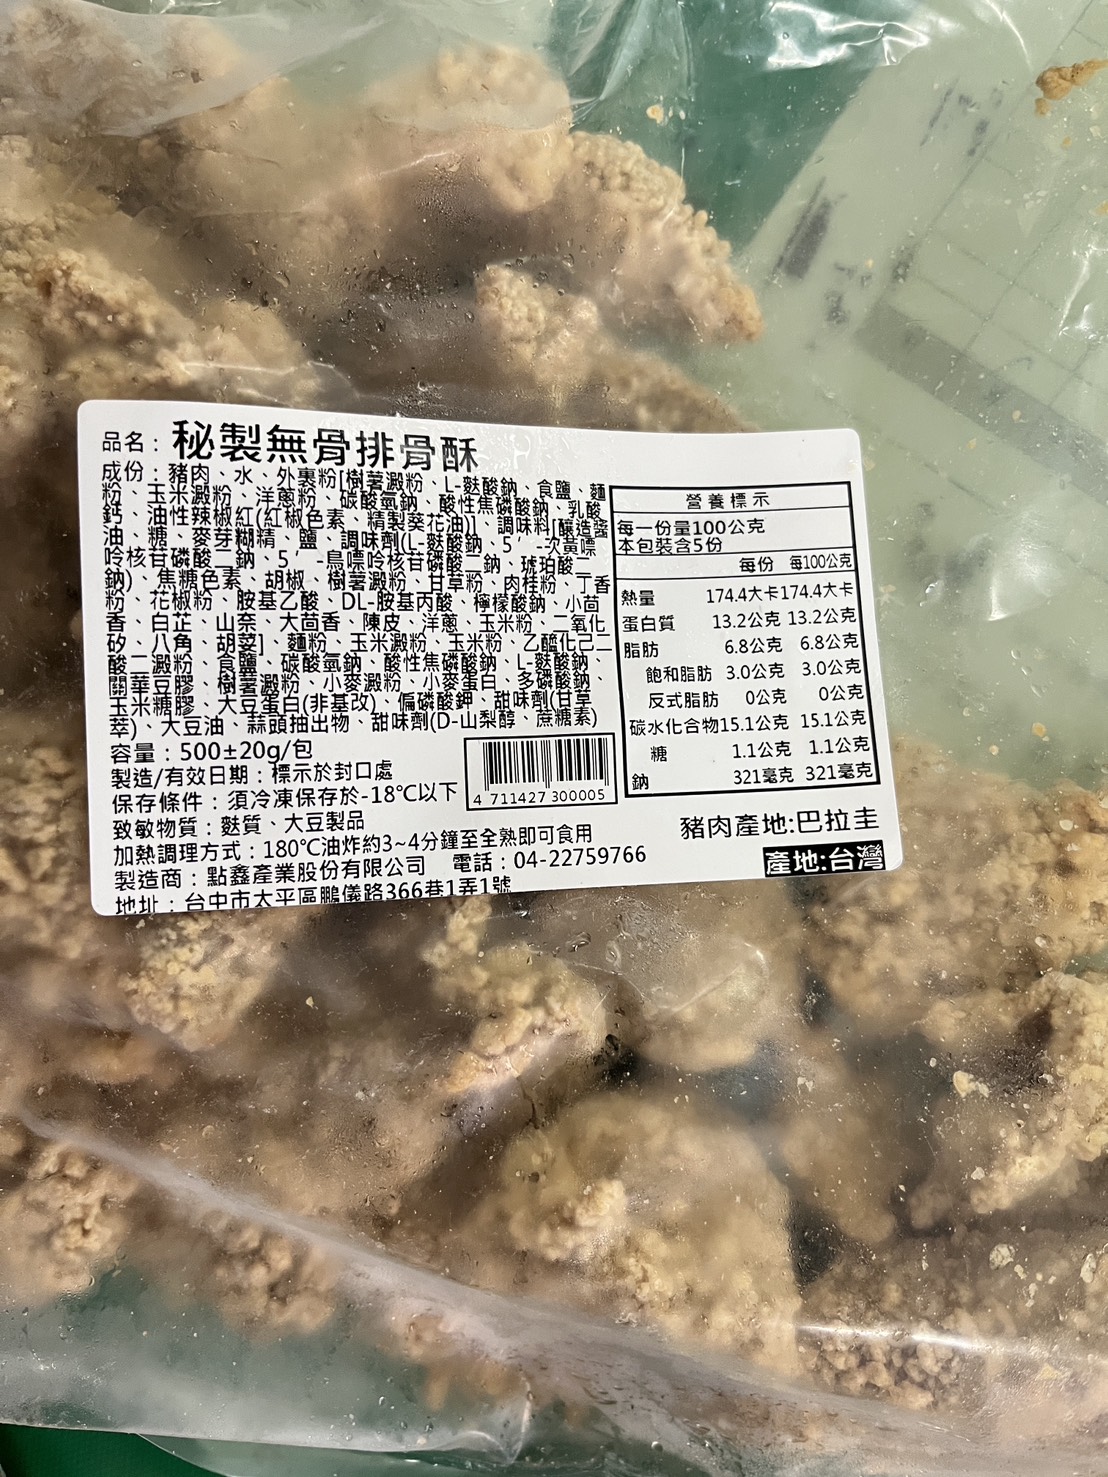 品名：秘製無骨排骨酥
成份：豬肉、水、外裹粉[樹薯澱粉、L-麩酸鈉、食鹽、麵
粉、玉米澱粉、洋蔥粉、碳酸氫鈉、酸性焦磷酸鈉、乳酸
鈣、油性辣椒紅(紅椒色素、精製葵花油)]、調味料[釀造醬
油、糖、麥芽糊精、鹽、調味劑(L-麩酸鈉、5'-次黃嘌
呤核苷磷酸二鈉、5'-鳥嘌呤核苷磷酸二鈉、琥珀酸二
鈉)、焦糖色素、胡椒、樹薯澱粉、甘草粉、肉桂粉、丁香
粉、花椒粉、胺基乙酸、DL-胺基丙酸、檸檬酸鈉、小茴
香、白芷、山奈、大茴香、陳皮、洋蔥、玉米粉、二氧化
矽、八角、胡荽]、麵粉、玉米澱粉、玉米粉、乙醯化己二
酸二澱粉、食鹽、碳酸氫鈉、酸性焦磷酸鈉、L-麩酸鈉、
關華豆膠、樹薯澱粉、小麥澱粉、小麥蛋白、多磷酸鈉、
玉米糖膠、大豆蛋白(非基改)、偏磷酸鉀、甜味劑(甘草
萃)、大豆油、蒜頭抽出物、甜味劑(D-山梨醇、蔗糖素)
容量：500±20g/包
製造/有效日期：標示於封口處
保存條件：須冷凍保存於-18℃以下
致敏物質：麩質、大豆製品
加熱調理方式：180℃油炸約3~4分鐘至全熟即可食用
製造商：點鑫產業股份有限公司 電話：04-22759766
地址：台中市太平區鵬儀路366巷1弄1號
4 711427 300005
營養標示
每一份量100公克
本包裝含5份
每份 每100公克
熱量 174.4大卡 174.4大卡
蛋白質 13.2公克 13.2公克
脂肪 6.8公克 6.8公克
飽和脂肪 3.0公克 3.0公克
反式脂肪 0公克 0公克
碳水化合物 15.1公克 15.1公克
糖 1.1公克 1.1公克
鈉 321毫克 321毫克
豬肉產地:巴拉圭
產地:台灣